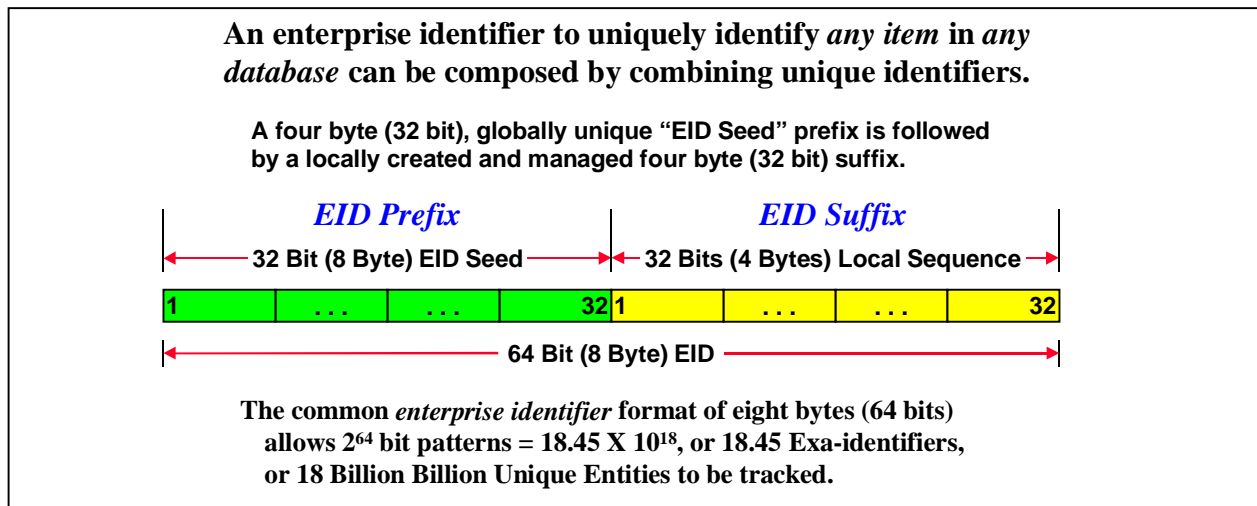 An enterprise identifier to uniquely identify any item in any
database can be composed by combining unique identifiers.
A four byte (32 bit), globally unique “EID Seed” prefix is followed
by a locally created and managed four byte (32 bit) suffix.
EID Prefix EID Suffix
32 Bit (8 Byte) EID Seed 32 Bits (4 Bytes) Local Sequence
1 . . . . . . 32 1 . . . . . . 32
64 Bit (8 Byte) EID
The common enterprise identifier format of eight bytes (64 bits)
allows 2⁶⁴ bit patterns = 18.45 X 10¹⁸, or 18.45 Exa-identifiers,
or 18 Billion Billion Unique Entities to be tracked.